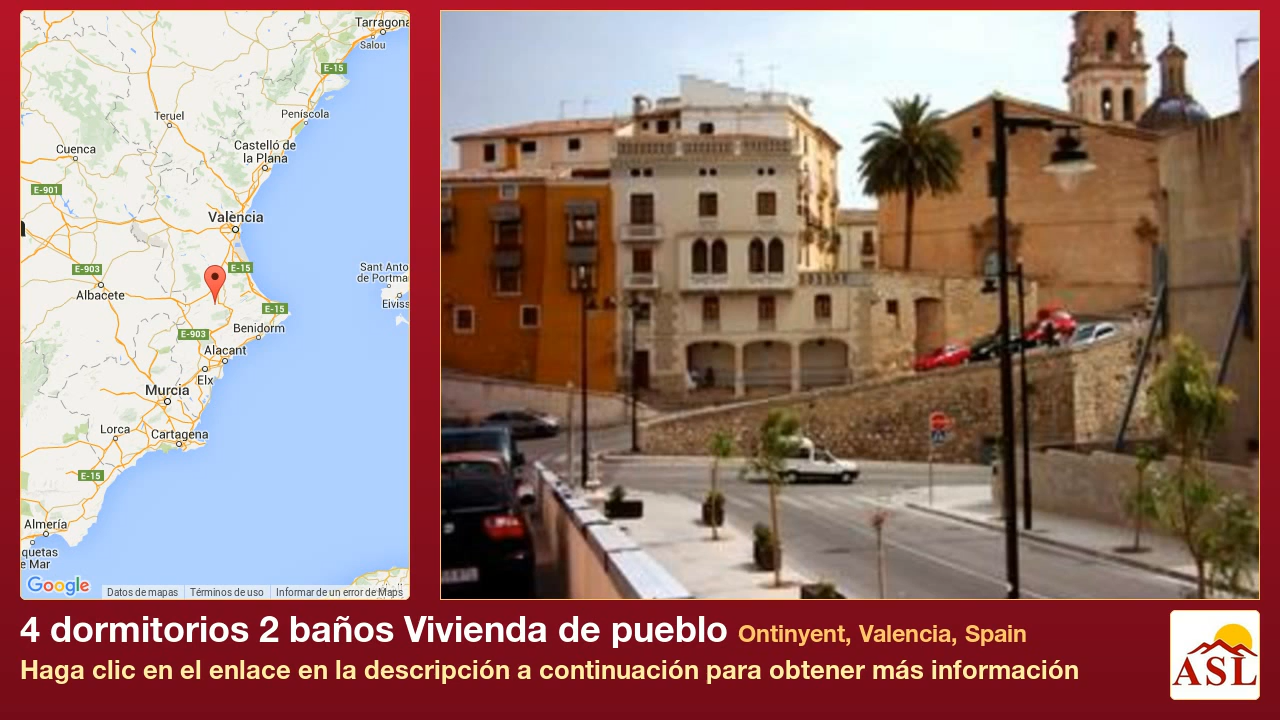 Tarragona
Salou
E-15
Teruel
Peníscola
Cuenca
Castelló de
la Plana
E-901
València
E-903
E-15
Albacete
Sant Anto
de Portma
Eiviss
E-15
Benidorm
E-903
Alacant
Elx
Murcia
Lorca
Cartagena
E-15
Almería
quetas
e Mar
Google
Datos de mapas
Términos de uso
Informar de un error de Maps
4 dormitorios 2 baños Vivienda de pueblo Ontinyent, Valencia, Spain
Haga clic en el enlace en la descripción a continuación para obtener más información
ASL